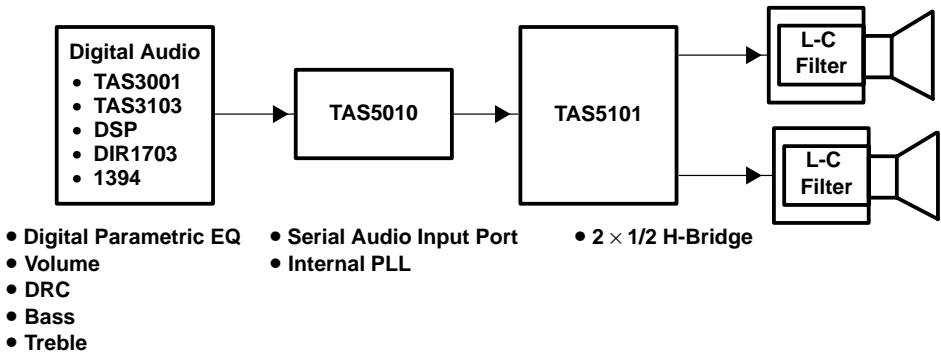 Digital Audio
• TAS3001
• TAS3103
• DSP
• DIR1703
• 1394
TAS5010
TAS5101
L-C
Filter
L-C
Filter
• Digital Parametric EQ
• Volume
• DRC
• Bass
• Treble
• Serial Audio Input Port
• Internal PLL
• 2 × 1/2 H-Bridge